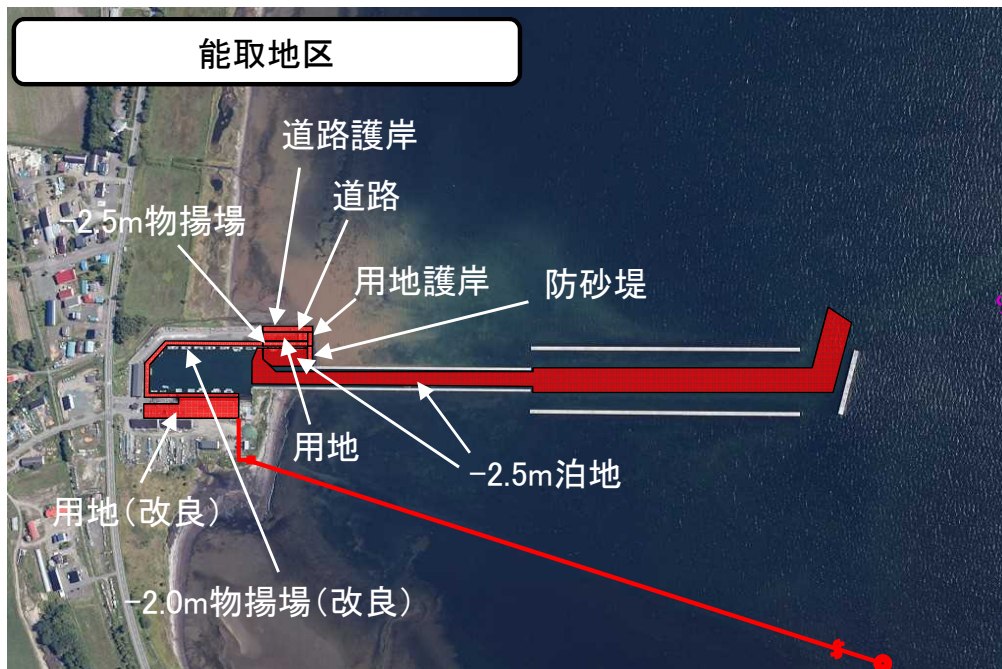 能取地区
道路護岸
道路
-2.5m物揚場
用地護岸
防砂堤
用地
-2.5m泊地
用地(改良)
-2.0m物揚場(改良)